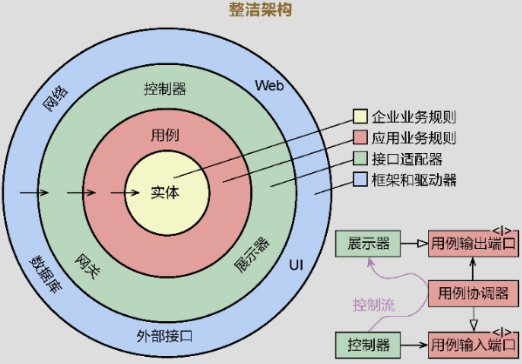 整洁架构
网络
控制器
Web
用例
实体
数据库
网关
展示器
UI
外部接口
企业业务规则
应用业务规则
接口适配器
框架和驱动器
展示器
<I>
用例输出端口
控制流
用例协调器
控制器
<I>
用例输入端口